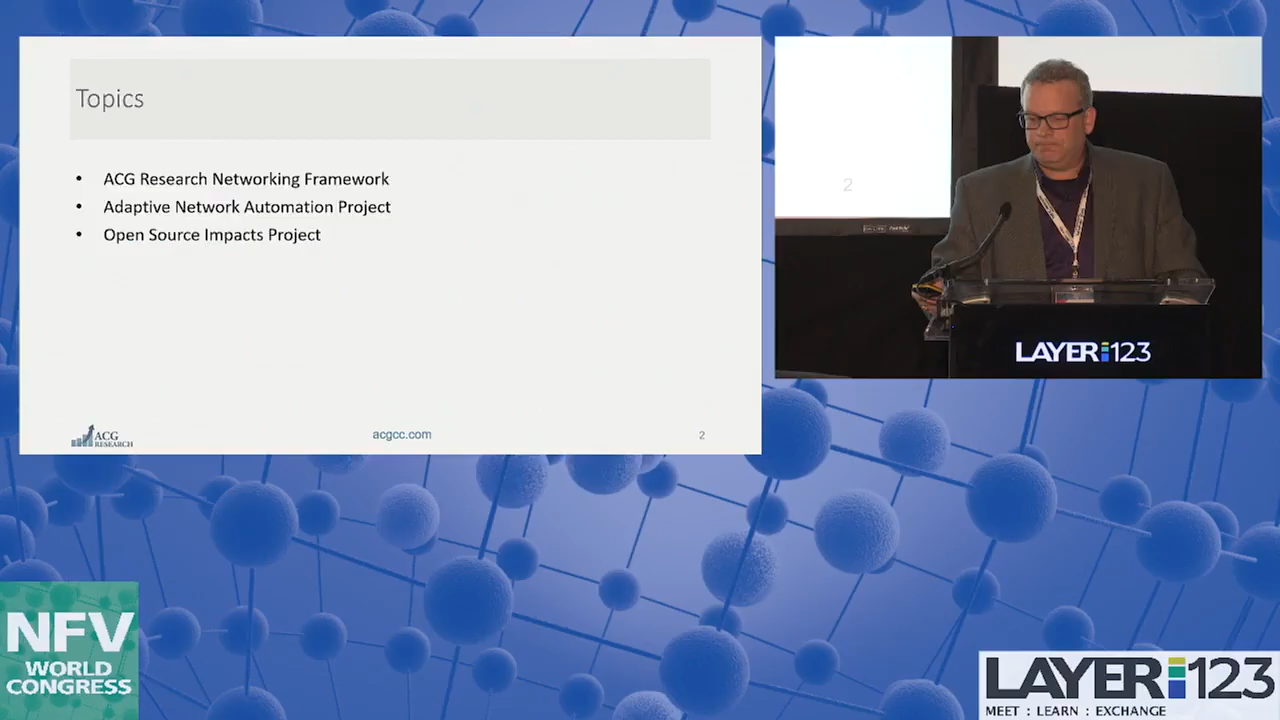 Topics
• ACG Research Networking Framework
• Adaptive Network Automation Project
• Open Source Impacts Project
ACG
RESEARCH
acgcc.com
2
2
LAYER123
NFV
WORLD
CONGRESS
LAYER123
MEET : LEARN : EXCHANGE